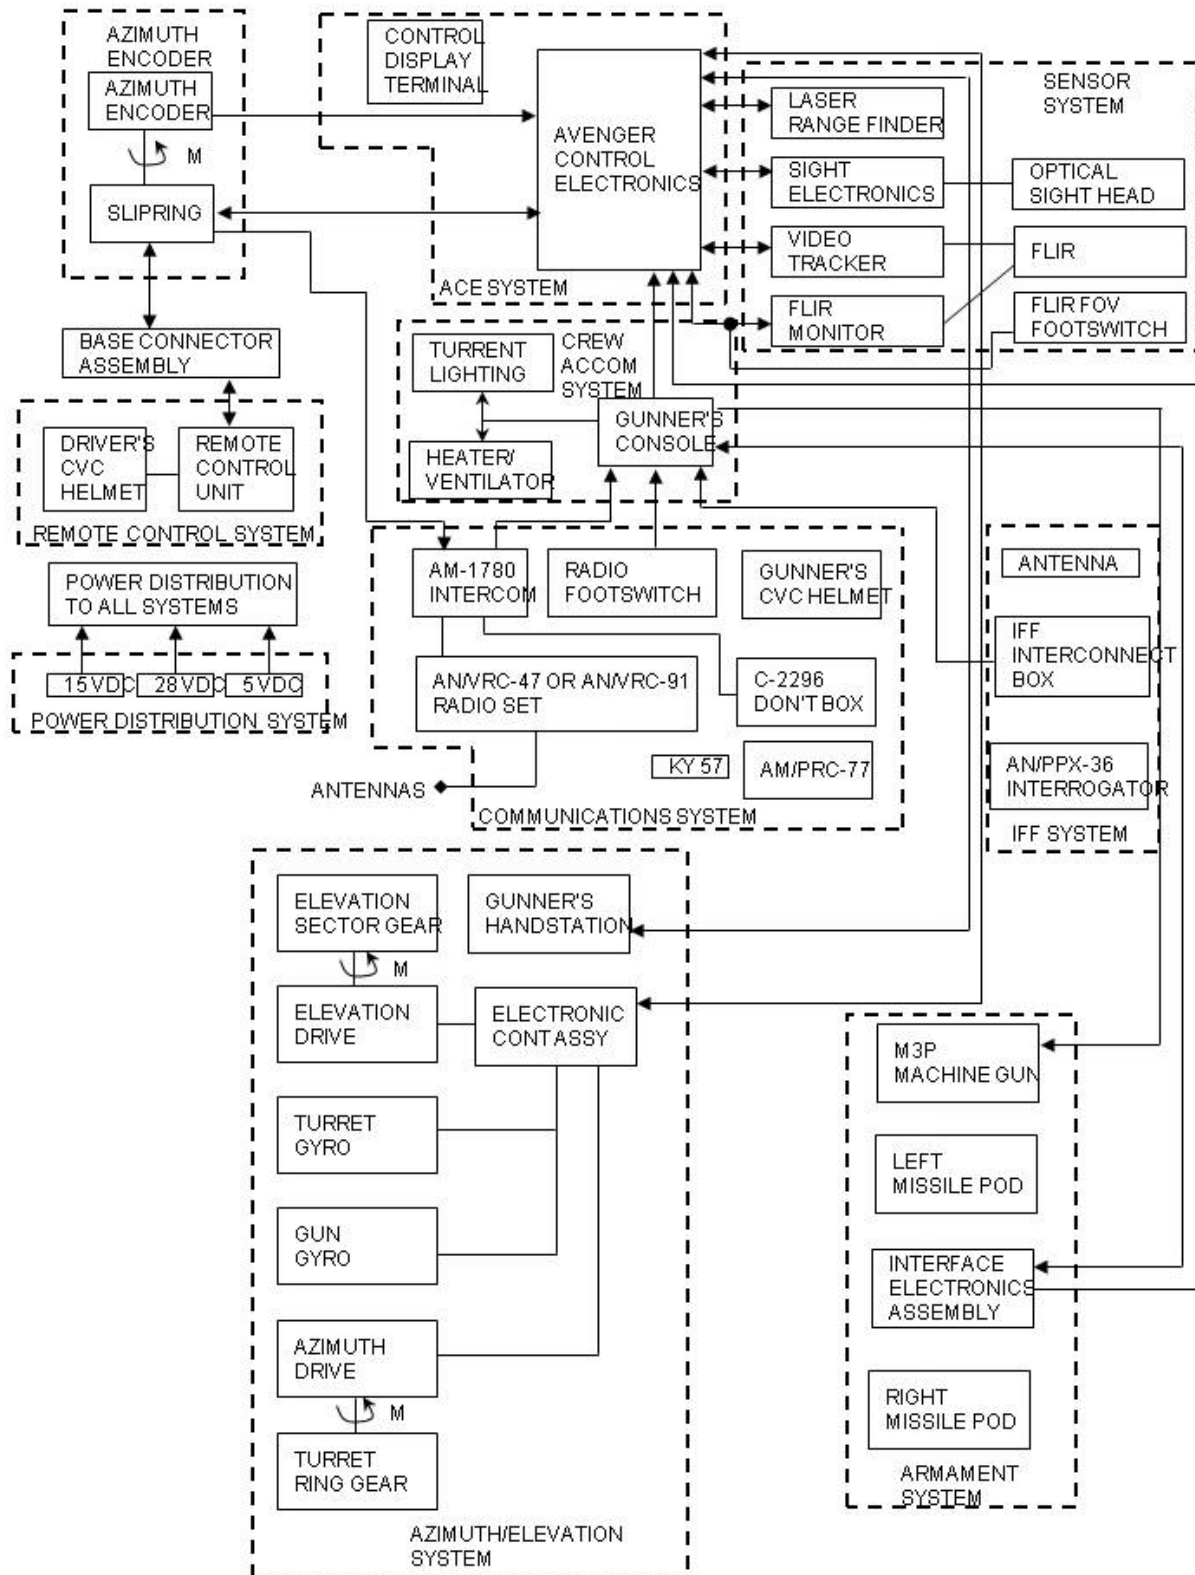 AZIMUTH
ENCODER
AZIMUTH
ENCODER
M
SLIPRING
CONTROL
DISPLAY
TERMINAL
AVENGER
CONTROL
ELECTRONICS
ACE SYSTEM
SENSOR
SYSTEM
LASER
RANGE FINDER
SIGHT
ELECTRONICS
OPTICAL
SIGHT HEAD
VIDEO
TRACKER
FLIR
FLIR
MONITOR
FLIR FOV
FOOTSWITCH
BASE CONNECTOR
ASSEMBLY
DRIVER'S
CVC
HELMET
REMOTE
CONTROL
UNIT
REMOTE CONTROL SYSTEM
TURRENT
LIGHTING
CREW
ACCOM
SYSTEM
GUNNER'S
CONSOLE
HEATER/
VENTILATOR
POWER DISTRIBUTION
TO ALL SYSTEMS
15VDC
28VDC
5VDC
POWER DISTRIBUTION SYSTEM
AM-1780
INTERCOM
RADIO
FOOTSWITCH
GUNNER'S
CVC HELMET
AN/VRC-47 OR AN/VRC-91
RADIO SET
C-2296
DON'T BOX
KY 57
AM/PRC-77
ANTENNAS
COMMUNICATIONS SYSTEM
ANTENNA
IFF
INTERCONNECT
BOX
AN/PPX-36
INTERROGATOR
IFF SYSTEM
ELEVATION
SECTOR GEAR
GUNNER'S
HANDSTATION
M
ELEVATION
DRIVE
ELECTRONIC
CONT ASSY
TURRET
GYRO
GUN
GYRO
AZIMUTH
DRIVE
M
TURRET
RING GEAR
AZIMUTH/ELEVATION
SYSTEM
M3P
MACHINE GUN
LEFT
MISSILE POD
INTERFACE
ELECTRONICS
ASSEMBLY
RIGHT
MISSILE POD
ARMAMENT
SYSTEM